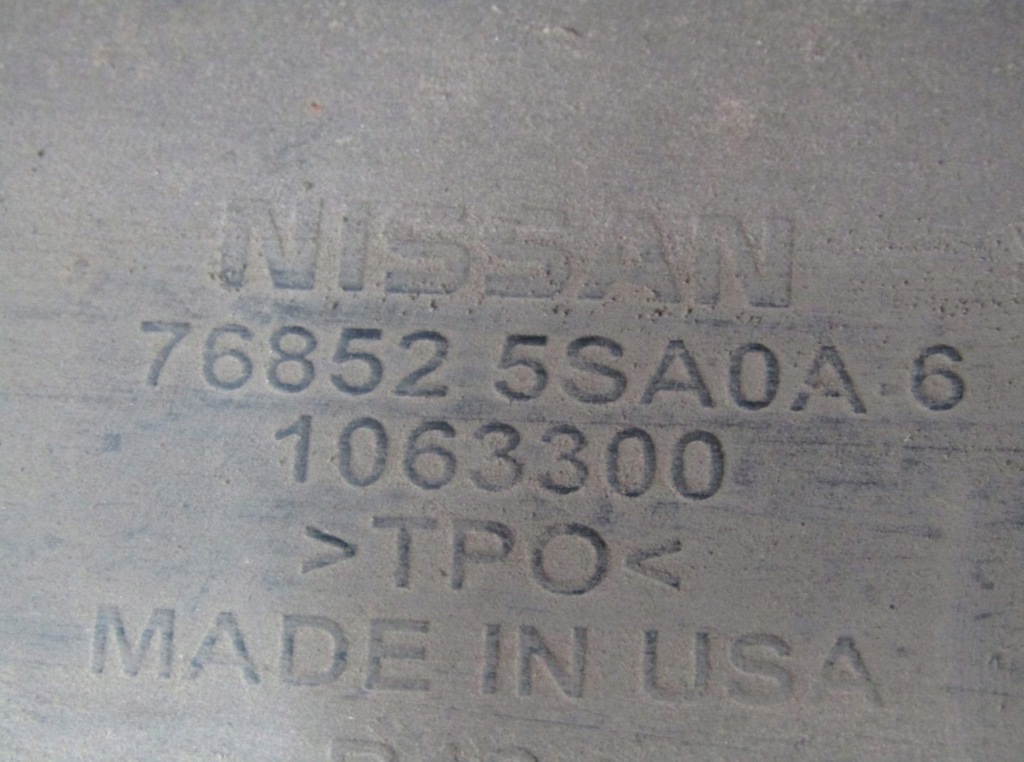 NISSAN
76852 5SA0A 6
1063300
>TPO<
MADE IN USA